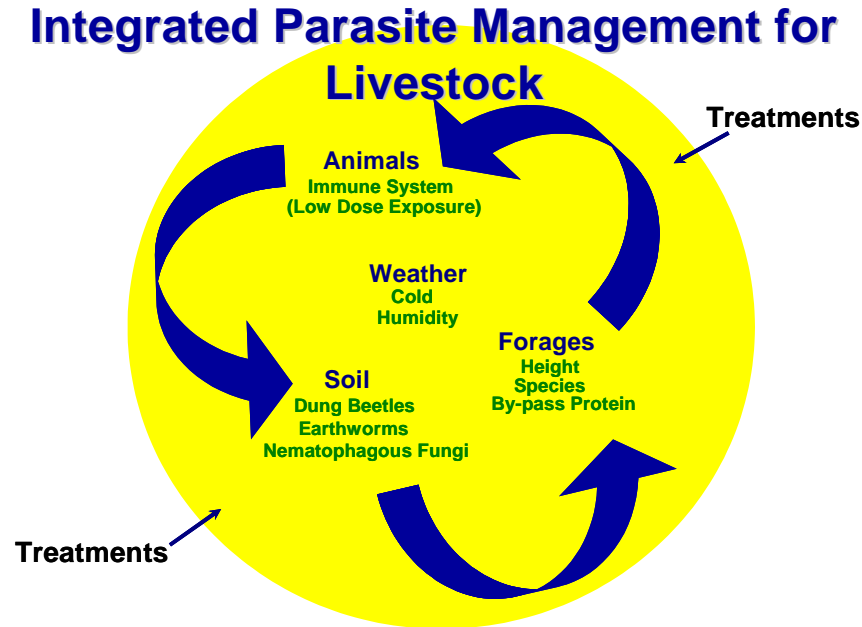 Integrated Parasite Management for
Livestock
Treatments
Animals
Immune System
(Low Dose Exposure)
Weather
Cold
Humidity
Forages
Height
Species
By-pass Protein
Soil
Dung Beetles
Earthworms
Nematophagous Fungi
Treatments